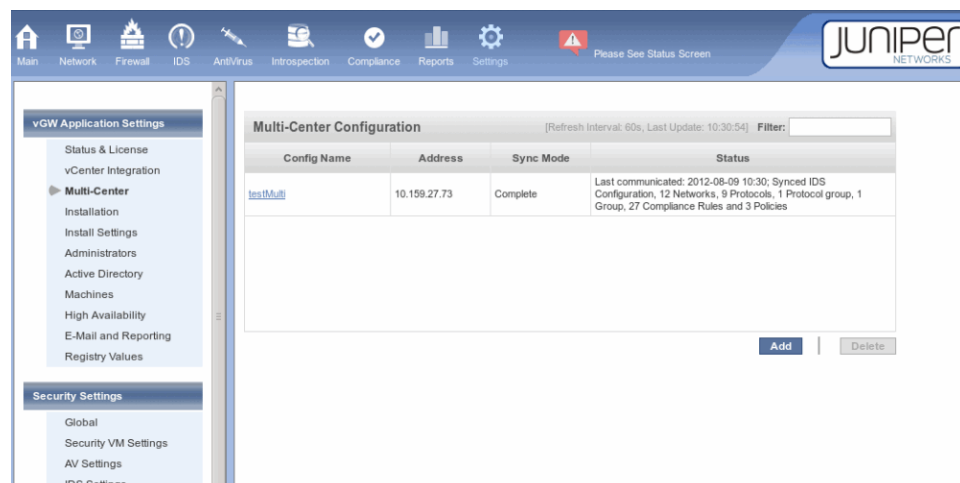 Main
Network
Firewall
IDS
AntiVirus
Introspection
Compliance
Reports
Settings
Please See Status Screen
JUNIPER
NETWORKS
vGW Application Settings
Status & License
vCenter Integration
Multi-Center
Installation
Install Settings
Administrators
Active Directory
Machines
High Availability
E-Mail and Reporting
Registry Values
Security Settings
Global
Security VM Settings
AV Settings
IDS Settings
Multi-Center Configuration
[Refresh Interval: 60s, Last Update: 10:30:54] Filter:
Config Name Address Sync Mode Status
testMulti 10.159.27.73 Complete
Last communicated: 2012-08-09 10:30; Synced IDS
Configuration, 12 Networks, 9 Protocols, 1 Protocol group, 1
Group, 27 Compliance Rules and 3 Policies
Add Delete